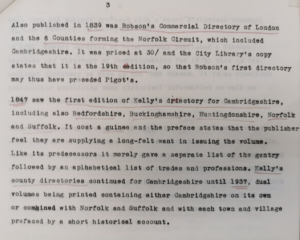 3
Also published in 1839 was Robson's Commercial Directory of London
and the 6 Counties forming the Norfolk Circuit, which included
Cambridgeshire. It was priced at 30/ and the City Library's copy
states that it is the 19th edition, so that Robson's first directory
may thus have preceded Pigot's.
1847 saw the first edition of Kelly's directory for Cambridgeshire,
including also Bedfordshire, Buckinghamshire, Huntingdonshire, Norfolk
and Suffolk. It cost a guinea and the preface states that the publisher
feel they are supplying a long-felt want in issuing the volume.
Like its predecessors it merely gave a separate list of the gentry
followed by an alphabetical list of trades and professions. Kelly's
county directories continued for Cambridgeshire until 1937, dual
volumes being printed containing either Cambridgshire on its own
or combined with Norfolk and Suffolk and with each town and village
prefaced by a short historical account.